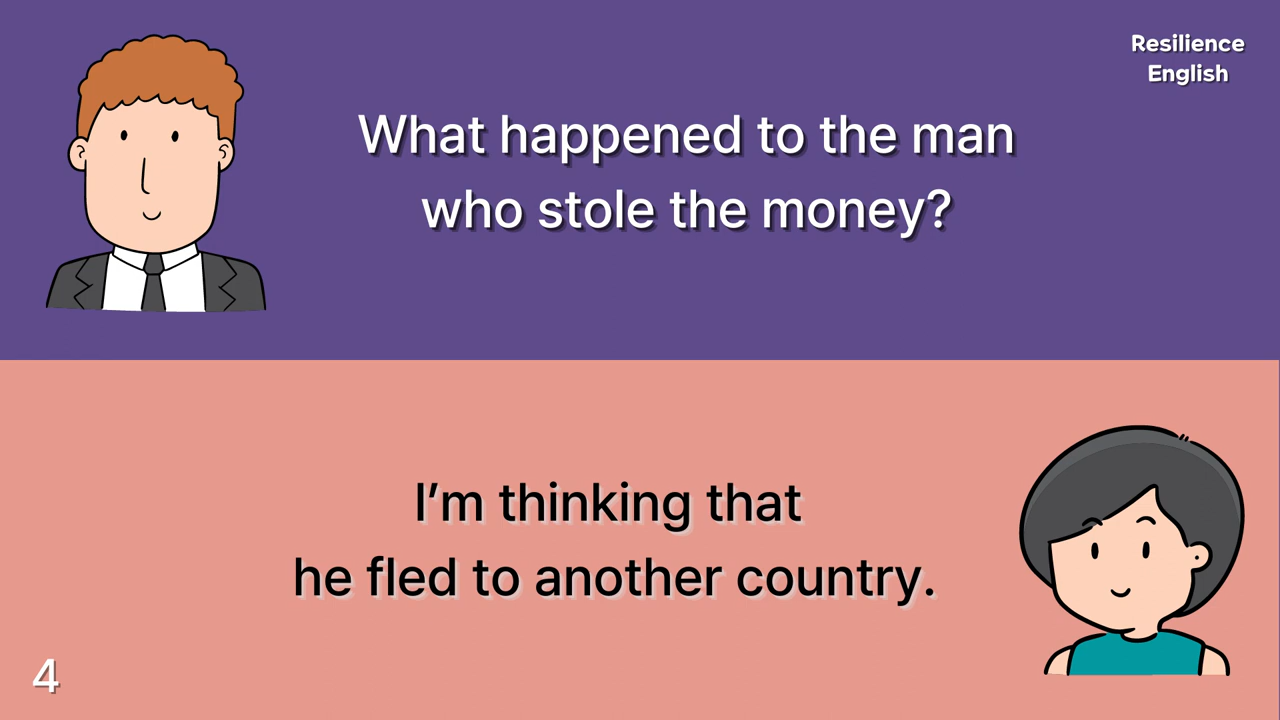 Resilience
English
What happened to the man
who stole the money?
I’m thinking that
he fled to another country.
4